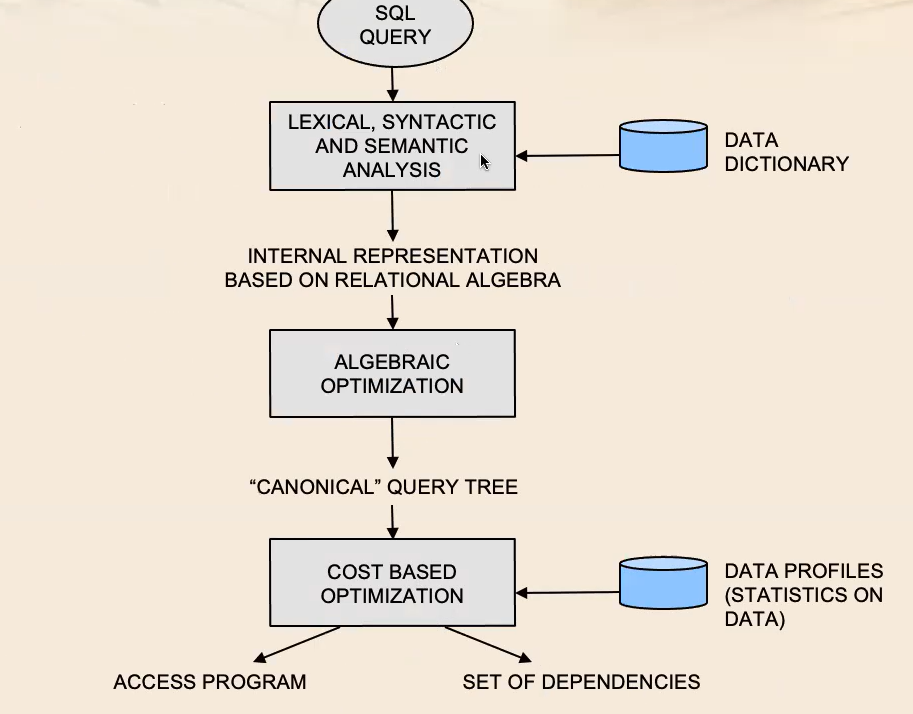 SQL
QUERY
LEXICAL, SYNTACTIC
AND SEMANTIC
ANALYSIS
DATA
DICTIONARY
INTERNAL REPRESENTATION
BASED ON RELATIONAL ALGEBRA
ALGEBRAIC
OPTIMIZATION
“CANONICAL” QUERY TREE
COST BASED
OPTIMIZATION
DATA PROFILES
(STATISTICS ON
DATA)
ACCESS PROGRAM
SET OF DEPENDENCIES